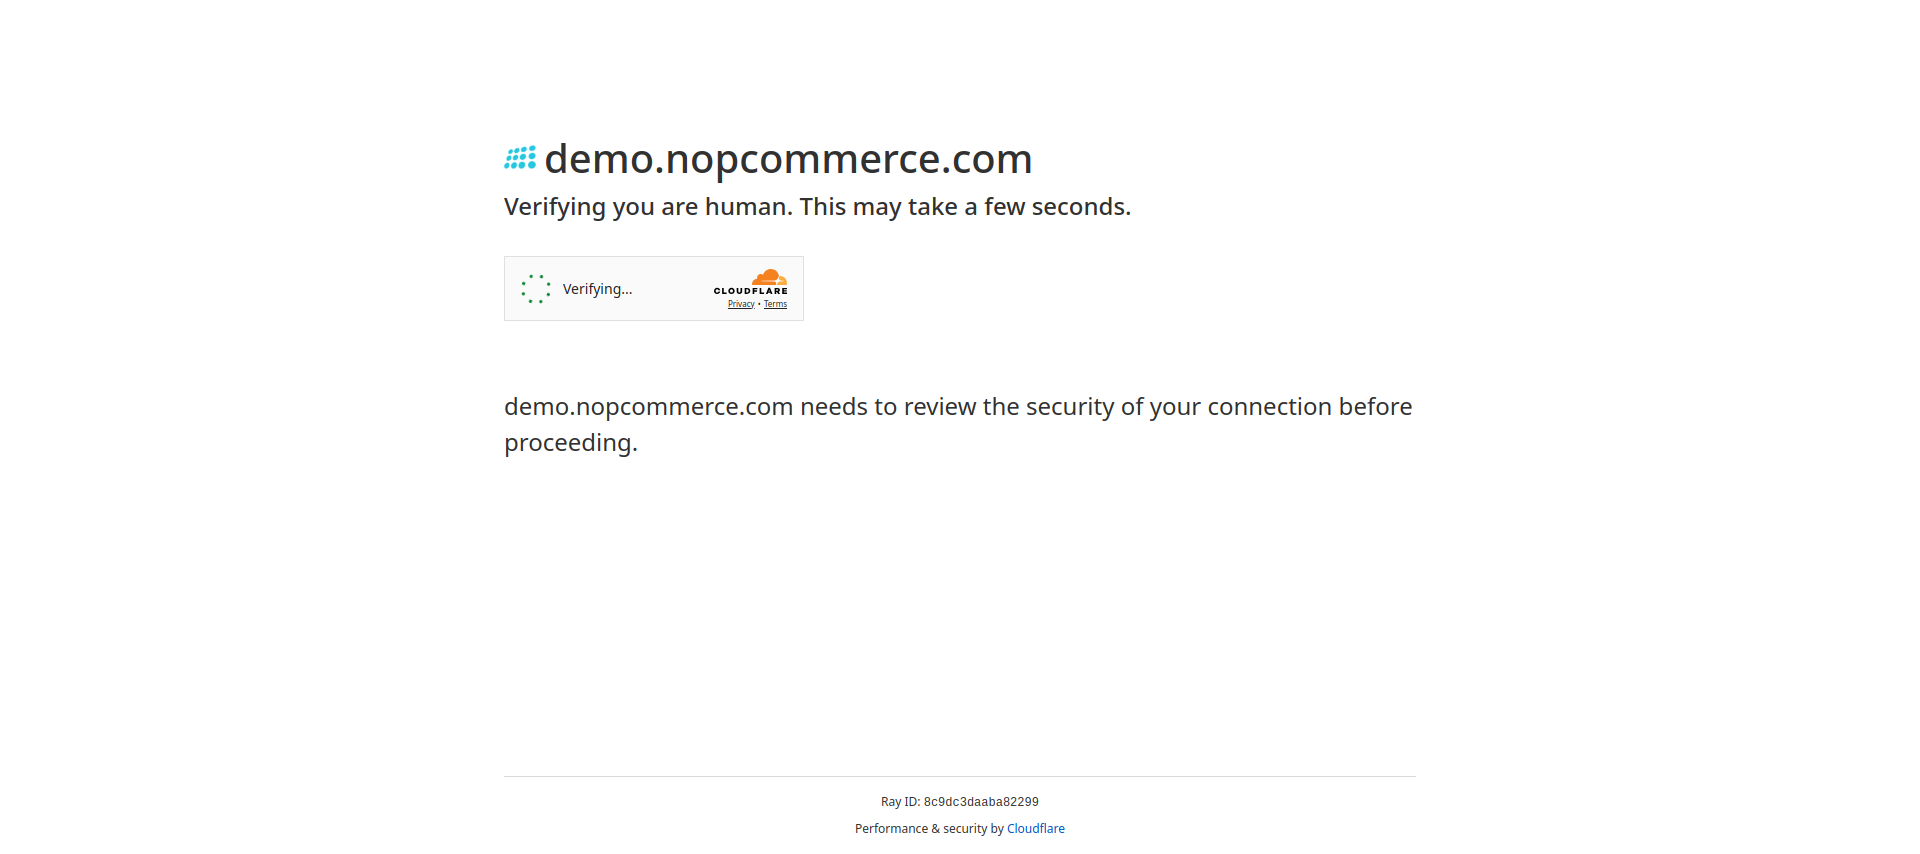 demo.nopcommerce.com
Verifying you are human. This may take a few seconds.
Verifying...
CLOUDFLARE
Privacy • Terms
demo.nopcommerce.com needs to review the security of your connection before
proceeding.
Ray ID: 8c9dc3daaba82299
Performance & security by Cloudflare